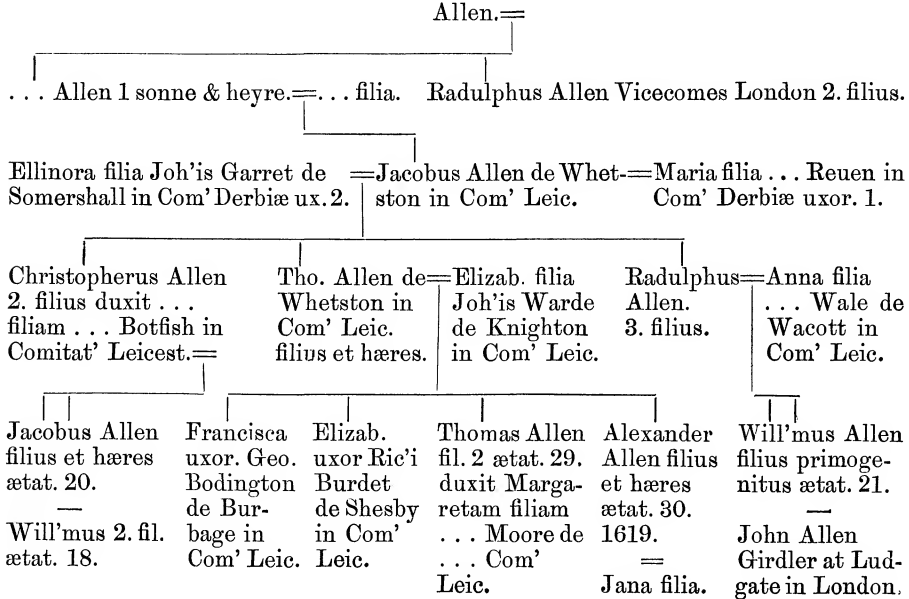 Allen.=
. . . Allen 1 sonne & heyre.=. . . filia.
Radulphus Allen Vicecomes London 2. filius.
Ellinora filia Joh'is Garret de
Somershall in Com' Derbiæ ux. 2.
=Jacobus Allen de Whet-=
ston in Com' Leic.
Maria filia . . . Reuen in
Com' Derbiæ uxor. 1.
Christopherus Allen
2. filius duxit . . .
filiam . . . Botfish in
Comitat' Leicest.=
Tho. Allen de=
Whetston in
Com' Leic.
filius et hæres.
Elizab. filia
Joh'is Warde
de Knighton
in Com' Leic.
Radulphus=
Allen.
3. filius.
Anna filia
. . . Wale de
Wacott in
Com' Leic.
Jacobus Allen
filius et hæres
ætat. 20.
—
Will'mus 2. fil.
ætat. 18.
Francisca
uxor. Geo.
Bodington
de Bur-
bage in
Com' Leic.
Elizab.
uxor Ric'i
Burdet
de Shesby
in Com'
Leic.
Thomas Allen
fil. 2 ætat. 29.
duxit Marga-
retam filiam
. . . Moore de
. . . Com'
Leic.
Alexander
Allen filius
et hæres
ætat. 30.
1619.
=
Jana filia.
Will'mus Allen
filius primoge-
nitus ætat. 21.
—
John Allen
Girdler at Lud-
gate in London.